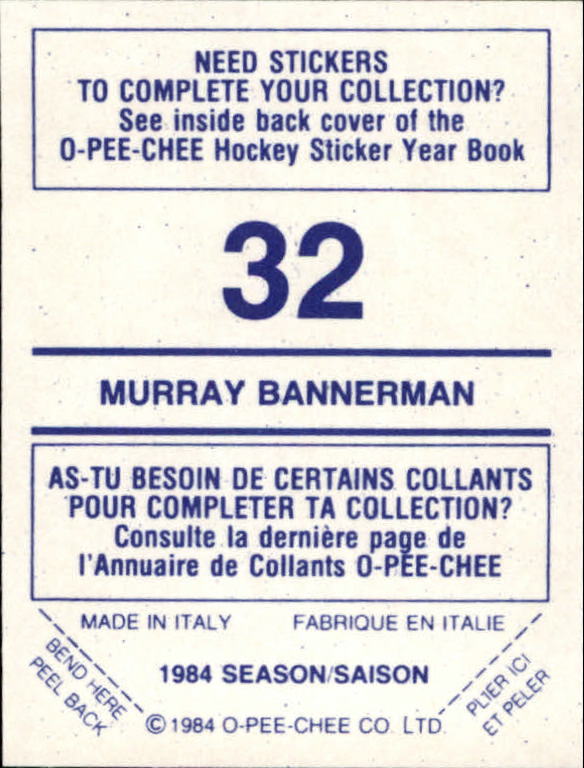 NEED STICKERS
TO COMPLETE YOUR COLLECTION?
See inside back cover of the
O-PEE-CHEE Hockey Sticker Year Book
32
MURRAY BANNERMAN
AS-TU BESOIN DE CERTAINS COLLANTS
POUR COMPLETER TA COLLECTION?
Consulte la dernière page de
l'Annuaire de Collants O-PEE-CHEE
MADE IN ITALY FABRIQUE EN ITALIE
BEND HERE
PEEL BACK
1984 SEASON/SAISON
PLIER ICI
ET PELER
© 1984 O-PEE-CHEE CO. LTD.